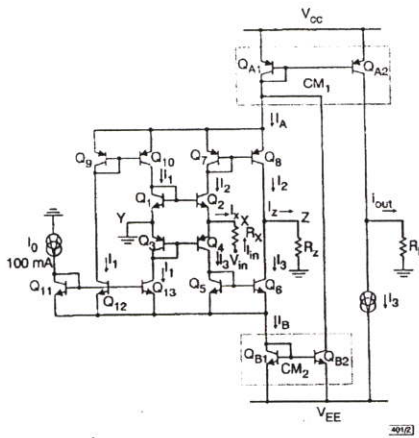 V_CC
Q_A1
Q_A2
CM_1
↓I_A
Q_9
Q_10
Q_7
Q_8
↓I_1
↓I_2
↓I_2
Q_1
Q_2
I_z
Z
i_out
Y
I_x
X
R_X
Q_3
Q_4
I_in
R_z
V_in
I_0
100 mA
↓I_1
↓I_1
↓I_3
↓I_3
↓I_3
Q_11
Q_12
Q_13
Q_5
Q_6
↓I_B
Q_B1
CM_2
Q_B2
V_EE
401/2